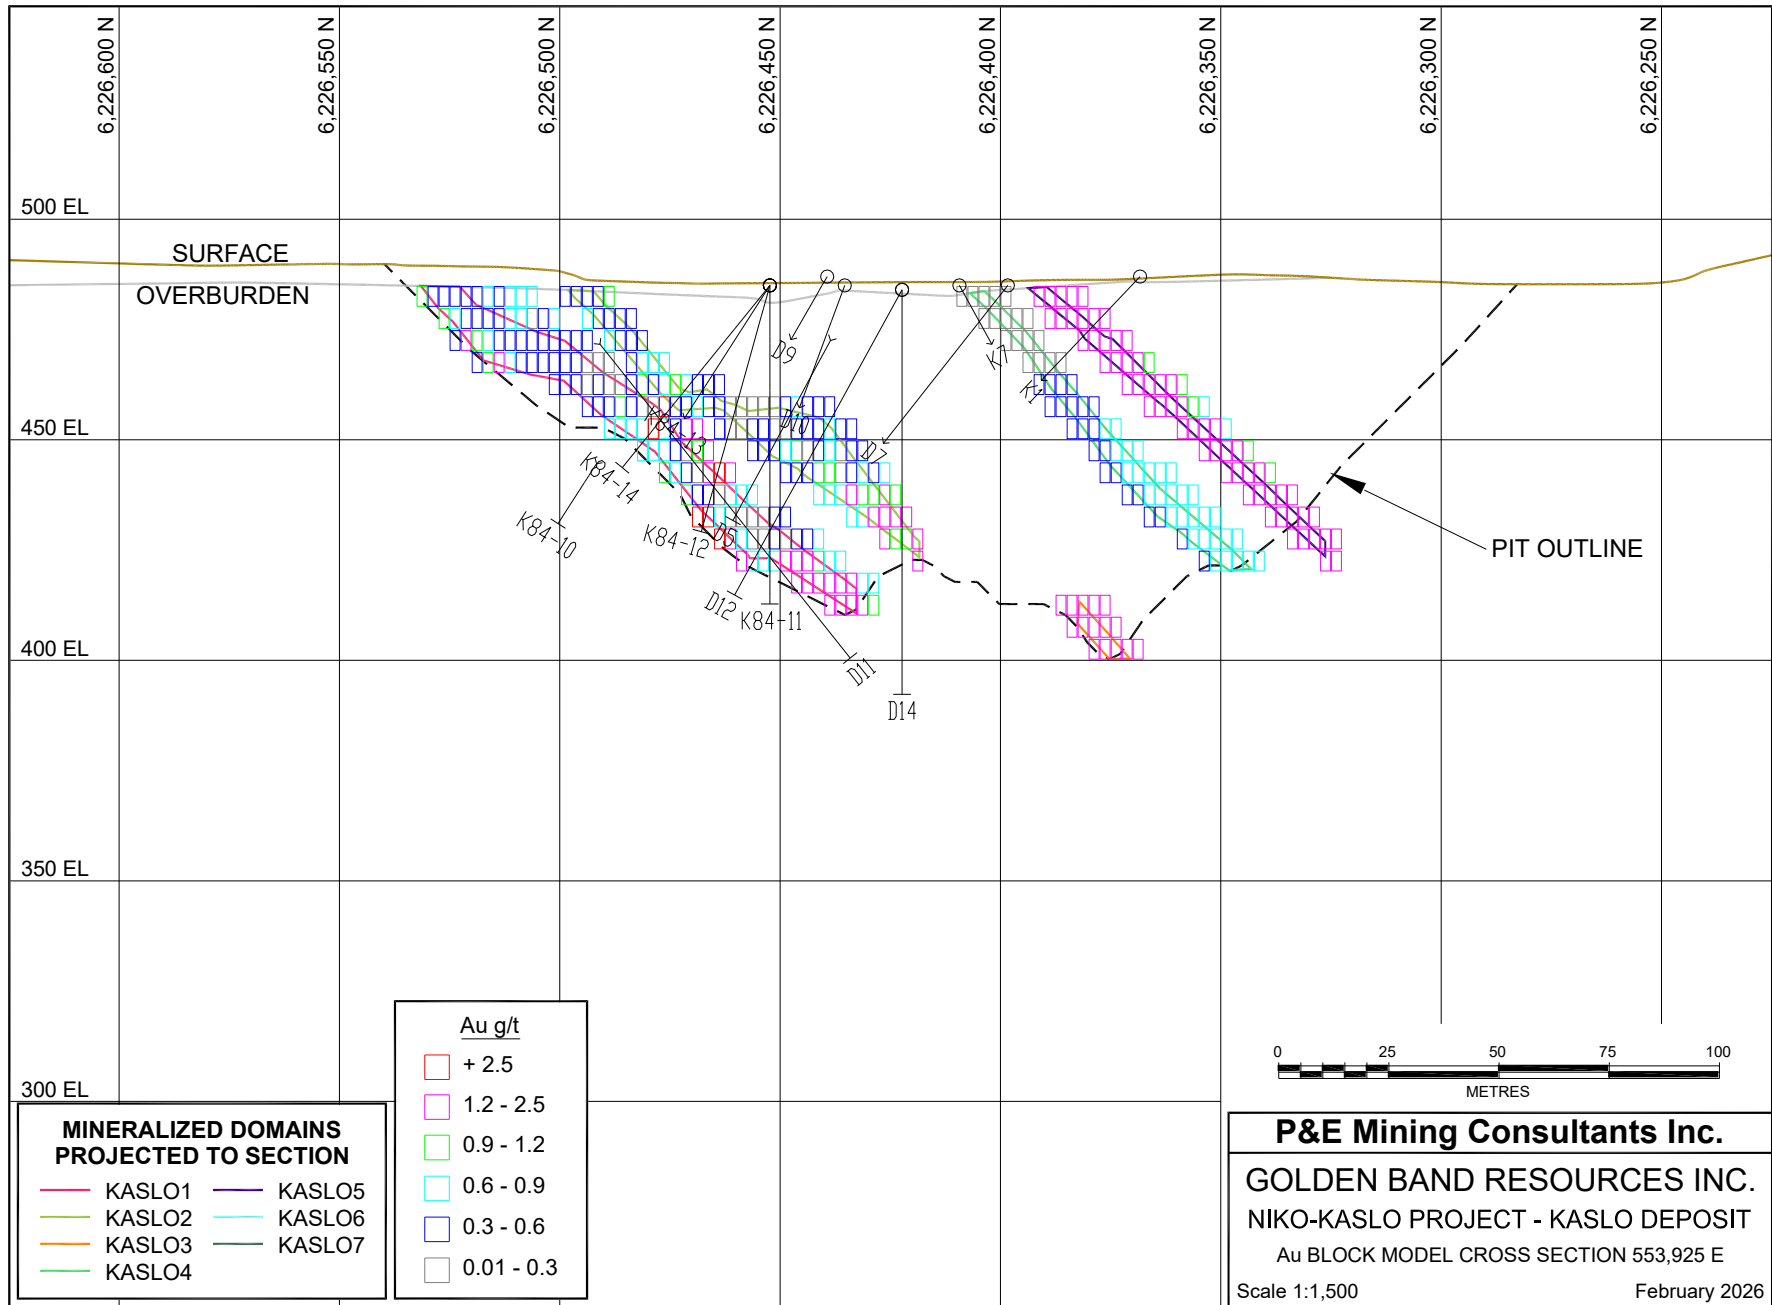 6,226,600 N
6,226,550 N
6,226,500 N
6,226,450 N
6,226,400 N
6,226,350 N
6,226,300 N
6,226,250 N
500 EL
SURFACE
OVERBURDEN
D9
K7
K1
D10
D7
450 EL
K84-13
K84-14
K84-10
K84-12
D5
D12
K84-11
D11
D14
PIT OUTLINE
400 EL
350 EL
300 EL
Au g/t
+ 2.5
1.2 - 2.5
0.9 - 1.2
0.6 - 0.9
0.3 - 0.6
0.01 - 0.3
MINERALIZED DOMAINS
PROJECTED TO SECTION
KASLO1 KASLO5
KASLO2 KASLO6
KASLO3 KASLO7
KASLO4
0 25 50 75 100
METRES
P&E Mining Consultants Inc.
GOLDEN BAND RESOURCES INC.
NIKO-KASLO PROJECT - KASLO DEPOSIT
Au BLOCK MODEL CROSS SECTION 553,925 E
Scale 1:1,500 February 2026